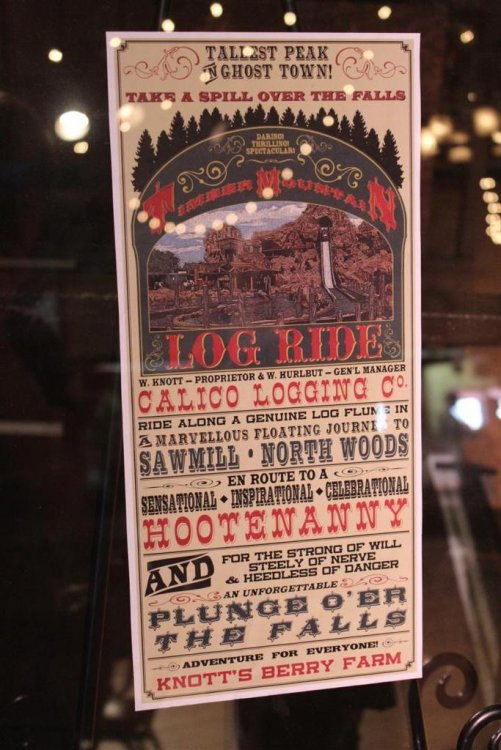 TALLEST PEAK
IN GHOST TOWN!
TAKE A SPILL OVER THE FALLS
DARING!
THRILLING!
SPECTACULAR!
TIMBER MOUNTAIN
LOG RIDE
W. KNOTT – PROPRIETOR & W. HURLBUT – GEN'L MANAGER
CALICO LOGGING CO.
RIDE ALONG A GENUINE LOG FLUME IN
A MARVELLOUS FLOATING JOURNEY TO
SAWMILL • NORTH WOODS
EN ROUTE TO A
SENSATIONAL • INSPIRATIONAL • CELEBRATIONAL
HOOTENANNY
AND
FOR THE STRONG OF WILL
STEELY OF NERVE
& HEEDLESS OF DANGER
AN UNFORGETTABLE
PLUNGE O'ER
THE FALLS
ADVENTURE FOR EVERYONE!
KNOTT'S BERRY FARM